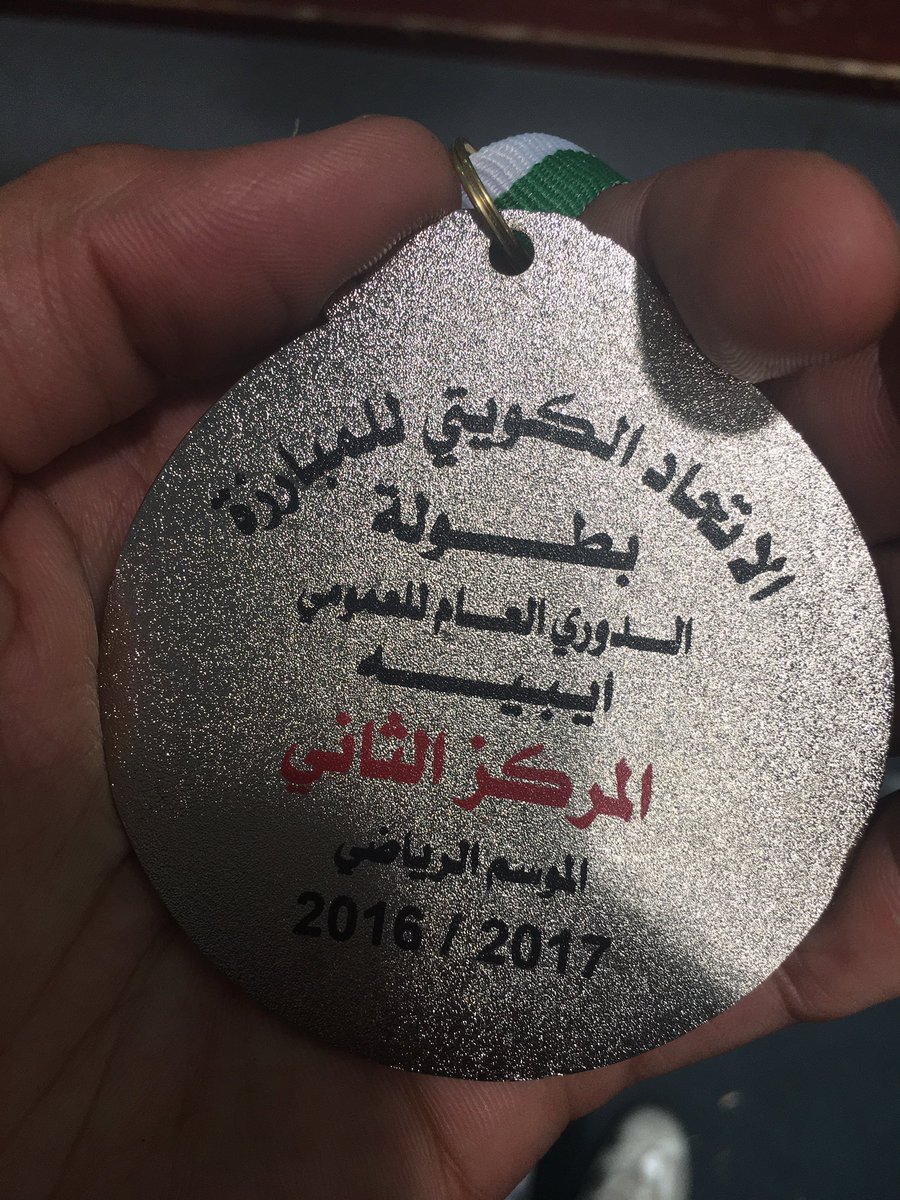 الاتحاد الكويتي للمبارزة
بطولة
الدوري العام للعمومي
ايبيه
المركز الثاني
الموسم الرياضي
2016 / 2017